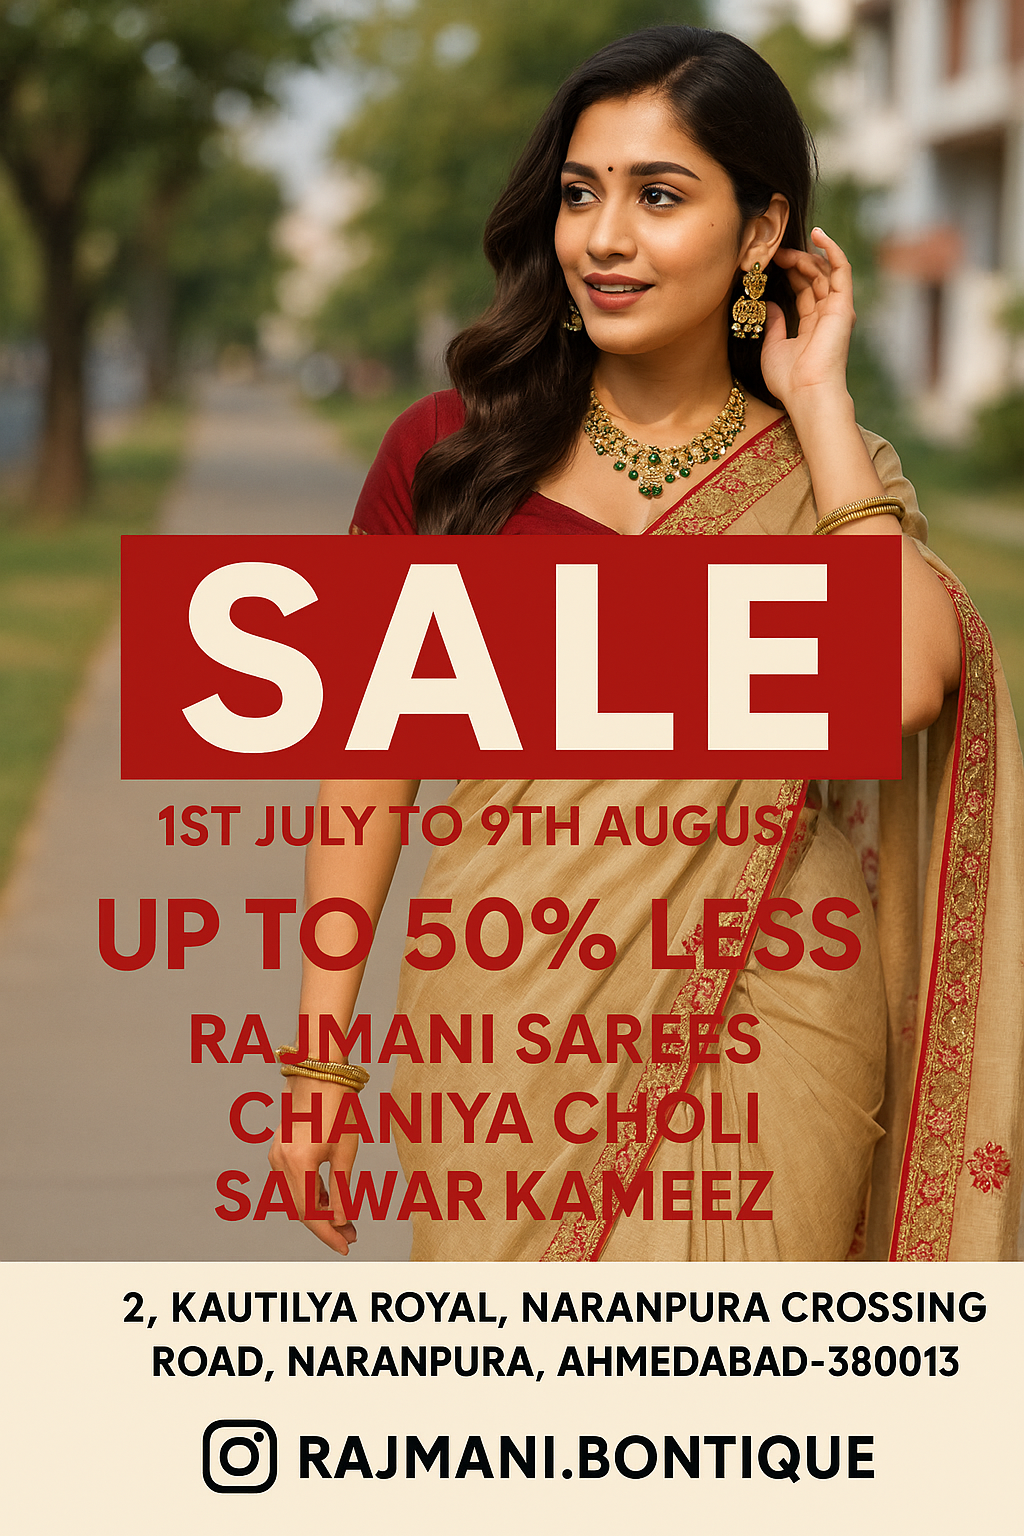 SALE
1ST JULY TO 9TH AUGUST
UP TO 50% LESS
RAJMANI SAREES
CHANIYA CHOLI
SALWAR KAMEEZ
2, KAUTILYA ROYAL, NARANPURA CROSSING
ROAD, NARANPURA, AHMEDABAD-380013
RAJMANI.BONTIQUE